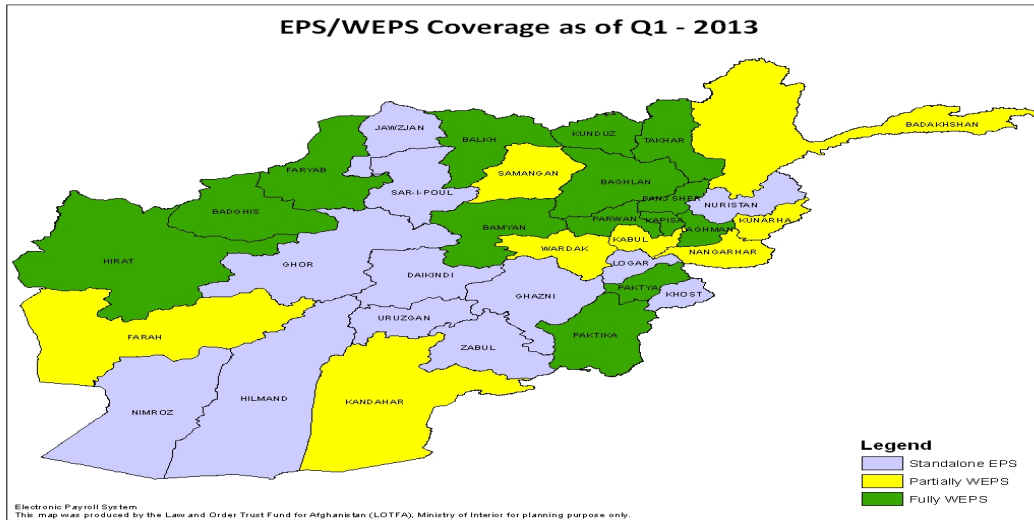 EPS/WEPS Coverage as of Q1 - 2013
JAWZJAN
BALKH
KUNDUZ
TAKHAR
BADAKHSHAN
FARYAB
SAMANGAN
SAR-I-POUL
BAGHLAN
PANJ SHER
NURISTAN
BADGHIS
BAMYAN
PARWAN
KAPISA
LAGHMAN
KUNARHA
HIRAT
GHOR
WARDAK
KABUL
NANGARHAR
DAIKINDI
LOGAR
GHAZNI
PAKTYA
KHOST
URUZGAN
FARAH
ZABUL
PAKTIKA
NIMROZ
HILMAND
KANDAHAR
Legend
Standalone EPS
Partially WEPS
Fully WEPS
Electronic Payroll System
This map was produced by the Law and Order Trust Fund for Afghanistan (LOTFA), Ministry of Interior for planning purpose only.